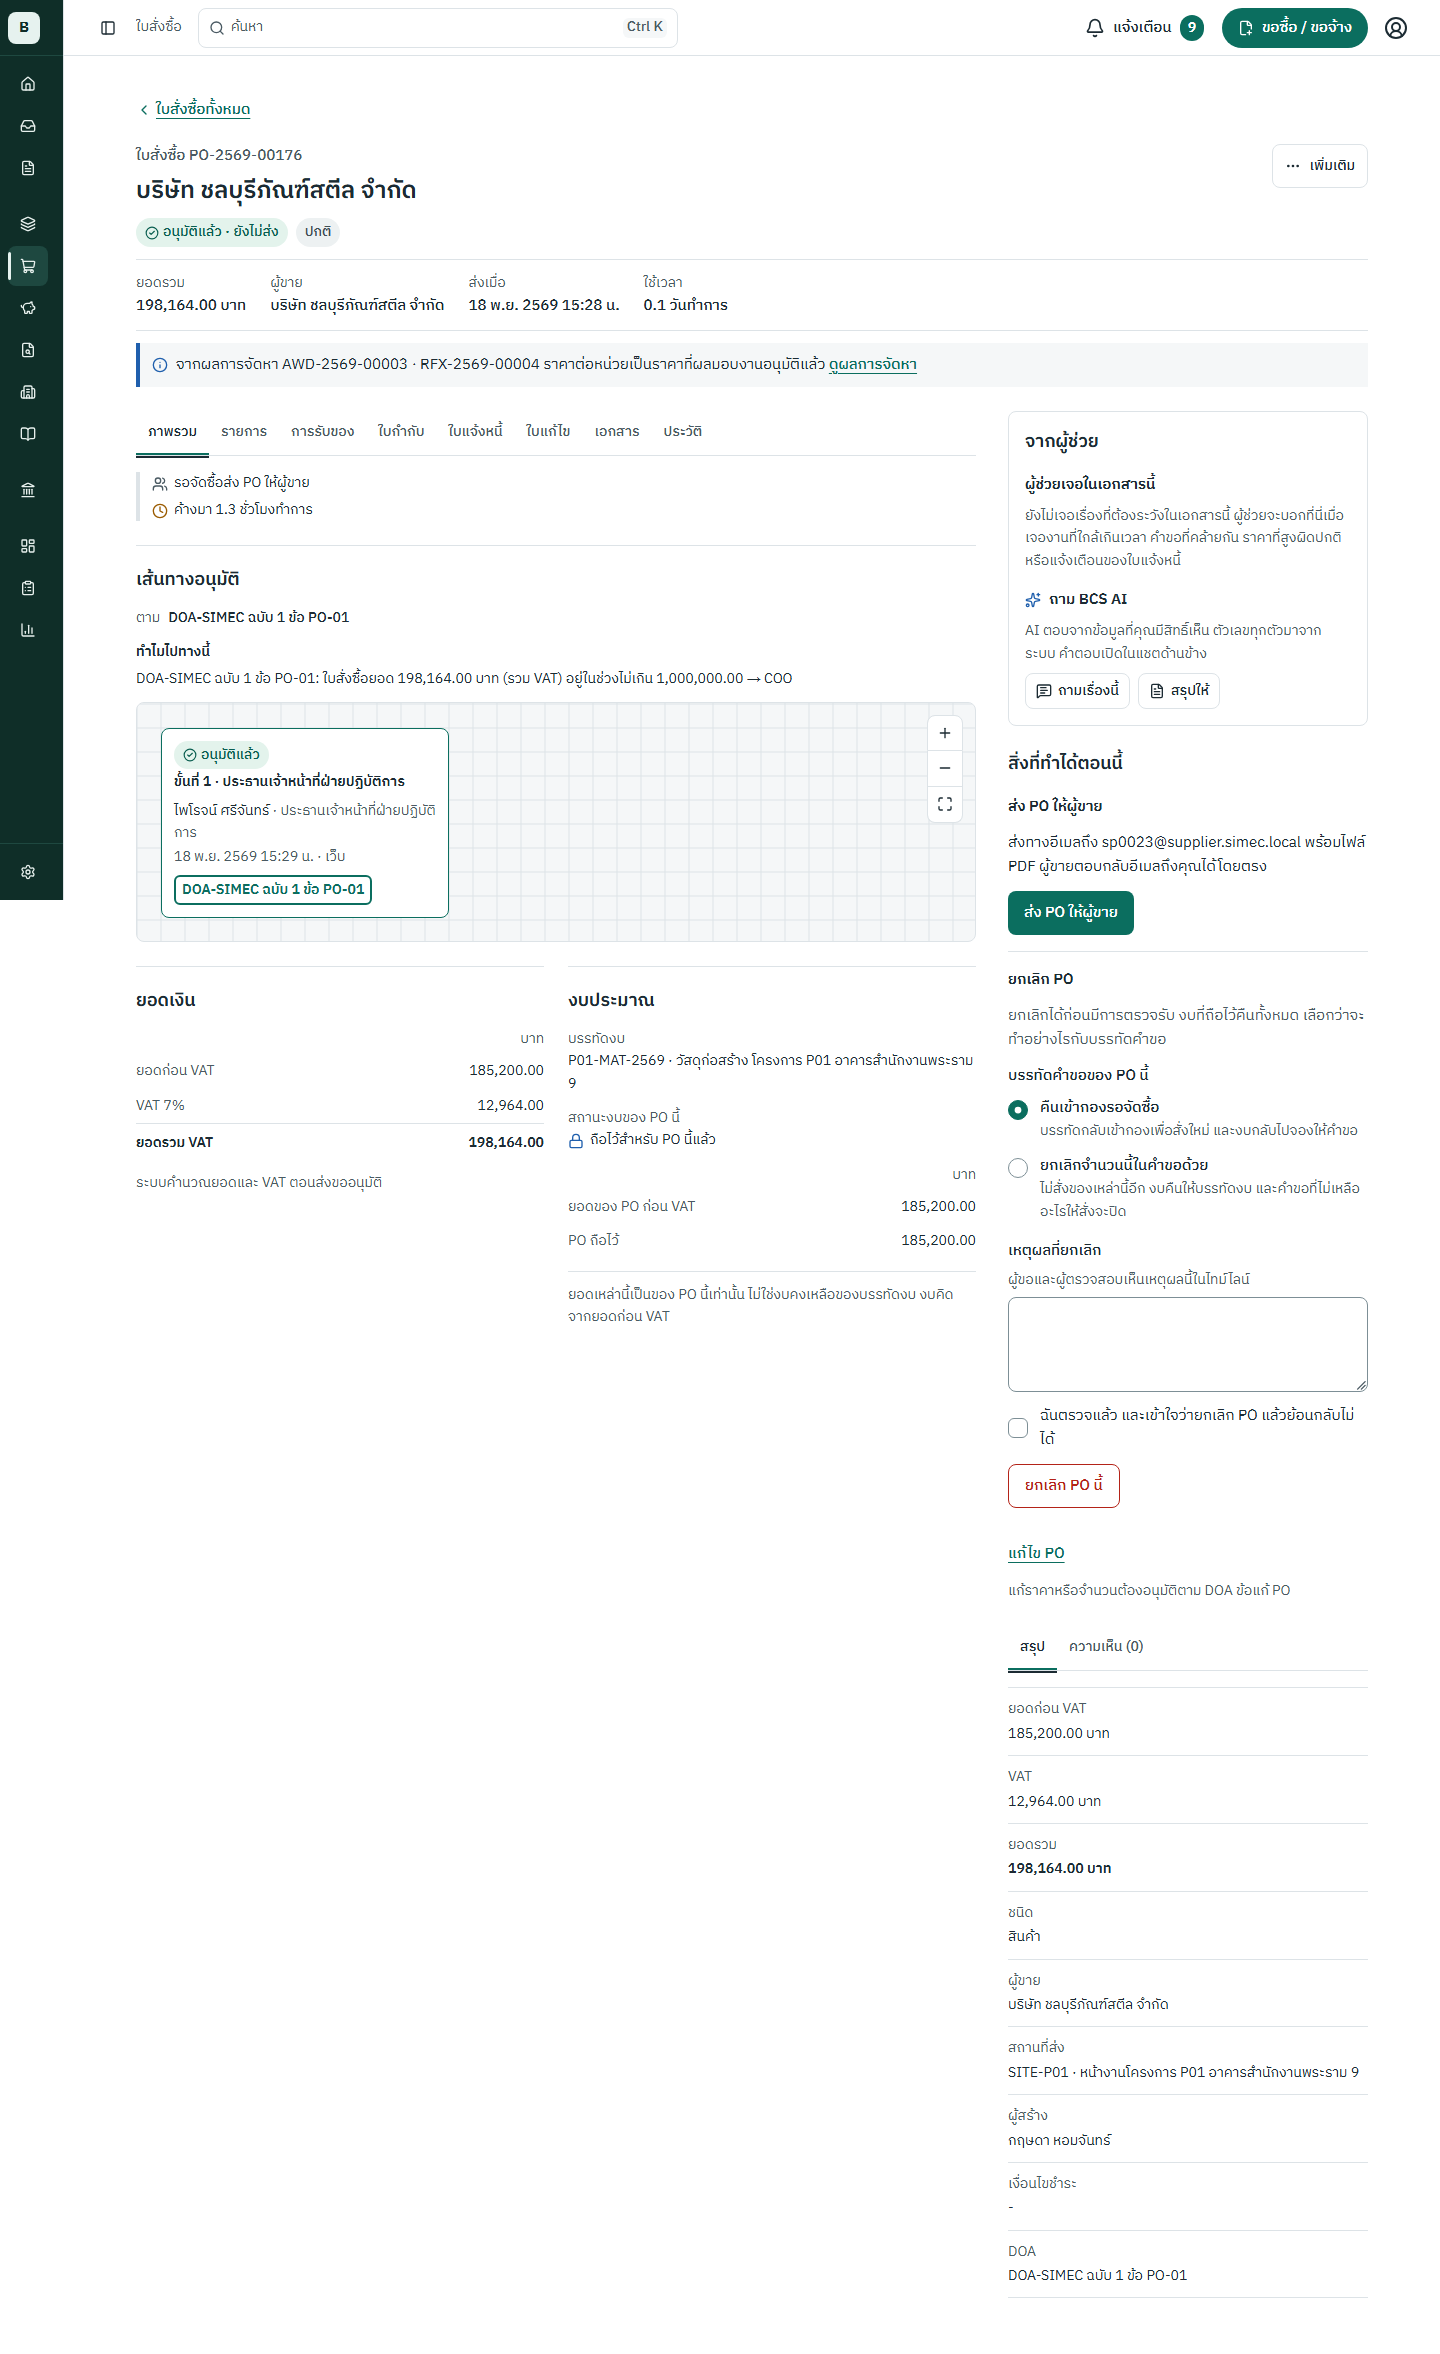 B
ใบสั่งซื้อ
ค้นหา
Ctrl K
แจ้งเตือน
9
ขอซื้อ / ขอจ้าง
ใบสั่งซื้อทั้งหมด
ใบสั่งซื้อ PO-2569-00176
บริษัท ชลบุรีภัณฑ์สตีล จำกัด
อนุมัติแล้ว · ยังไม่ส่ง
ปกติ
เพิ่มเติม
ยอดรวม
198,164.00 บาท
ผู้ขาย
บริษัท ชลบุรีภัณฑ์สตีล จำกัด
ส่งเมื่อ
18 พ.ย. 2569 15:28 น.
ใช้เวลา
0.1 วันทำการ
จากผลการจัดหา AWD-2569-00003 · RFX-2569-00004 ราคาต่อหน่วยเป็นราคาที่ผลมอบงานอนุมัติแล้ว ดูผลการจัดหา
ภาพรวม
รายการ
การรับของ
ใบกำกับ
ใบแจ้งหนี้
ใบแก้ไข
เอกสาร
ประวัติ
รอจัดซื้อส่ง PO ให้ผู้ขาย
ค้างมา 1.3 ชั่วโมงทำการ
เส้นทางอนุมัติ
ตาม DOA-SIMEC ฉบับ 1 ข้อ PO-01
ทำไมไปทางนี้
DOA-SIMEC ฉบับ 1 ข้อ PO-01: ใบสั่งซื้อยอด 198,164.00 บาท (รวม VAT) อยู่ในช่วงไม่เกิน 1,000,000.00 → COO
อนุมัติแล้ว
ขั้นที่ 1 · ประธานเจ้าหน้าที่ฝ่ายปฏิบัติการ
ไพโรจน์ ศรีจันทร์ · ประธานเจ้าหน้าที่ฝ่ายปฏิบัติ
การ
18 พ.ย. 2569 15:29 น. · เว็บ
DOA-SIMEC ฉบับ 1 ข้อ PO-01
ยอดเงิน
บาท
ยอดก่อน VAT
185,200.00
VAT 7%
12,964.00
ยอดรวม VAT
198,164.00
ระบบคำนวณยอดและ VAT ตอนส่งขออนุมัติ
งบประมาณ
บรรทัดงบ
P01-MAT-2569 · วัสดุก่อสร้าง โครงการ P01 อาคารสำนักงานพระราม
9
สถานะงบของ PO นี้
ถือไว้สำหรับ PO นี้แล้ว
บาท
ยอดของ PO ก่อน VAT
185,200.00
PO ถือไว้
185,200.00
ยอดเหล่านี้เป็นของ PO นี้เท่านั้น ไม่ใช่งบคงเหลือของบรรทัดงบ งบคิด
จากยอดก่อน VAT
จากผู้ช่วย
ผู้ช่วยเจอในเอกสารนี้
ยังไม่เจอเรื่องที่ต้องระวังในเอกสารนี้ ผู้ช่วยจะบอกที่นี่เมื่อ
เจองานที่ใกล้เกินเวลา คำขอที่คล้ายกัน ราคาที่สูงผิดปกติ
หรือแจ้งเตือนของใบแจ้งหนี้
ถาม BCS AI
AI ตอบจากข้อมูลที่คุณมีสิทธิ์เห็น ตัวเลขทุกตัวมาจาก
ระบบ คำตอบเปิดในแชตด้านข้าง
ถามเรื่องนี้
สรุปให้
สิ่งที่ทำได้ตอนนี้
ส่ง PO ให้ผู้ขาย
ส่งทางอีเมลถึง sp0023@supplier.simec.local พร้อมไฟล์
PDF ผู้ขายตอบกลับอีเมลถึงคุณได้โดยตรง
ส่ง PO ให้ผู้ขาย
ยกเลิก PO
ยกเลิกได้ก่อนมีการตรวจรับ งบที่ถือไว้คืนทั้งหมด เลือกว่าจะ
ทำอย่างไรกับบรรทัดคำขอ
บรรทัดคำขอของ PO นี้
คืนเข้ากองรอจัดซื้อ
บรรทัดกลับเข้ากองเพื่อสั่งใหม่ และงบกลับไปจองให้คำขอ
ยกเลิกจำนวนนี้ในคำขอด้วย
ไม่สั่งของเหล่านี้อีก งบคืนให้บรรทัดงบ และคำขอที่ไม่เหลือ
อะไรให้สั่งจะปิด
เหตุผลที่ยกเลิก
ผู้ขอและผู้ตรวจสอบเห็นเหตุผลนี้ในไทม์ไลน์
ฉันตรวจแล้ว และเข้าใจว่ายกเลิก PO แล้วย้อนกลับไม่
ได้
ยกเลิก PO นี้
แก้ไข PO
แก้ราคาหรือจำนวนต้องอนุมัติตาม DOA ข้อแก้ PO
สรุป
ความเห็น (0)
ยอดก่อน VAT
185,200.00 บาท
VAT
12,964.00 บาท
ยอดรวม
198,164.00 บาท
ชนิด
สินค้า
ผู้ขาย
บริษัท ชลบุรีภัณฑ์สตีล จำกัด
สถานที่ส่ง
SITE-P01 · หน้างานโครงการ P01 อาคารสำนักงานพระราม 9
ผู้สร้าง
กฤษดา หอมจันทร์
เงื่อนไขชำระ
-
DOA
DOA-SIMEC ฉบับ 1 ข้อ PO-01